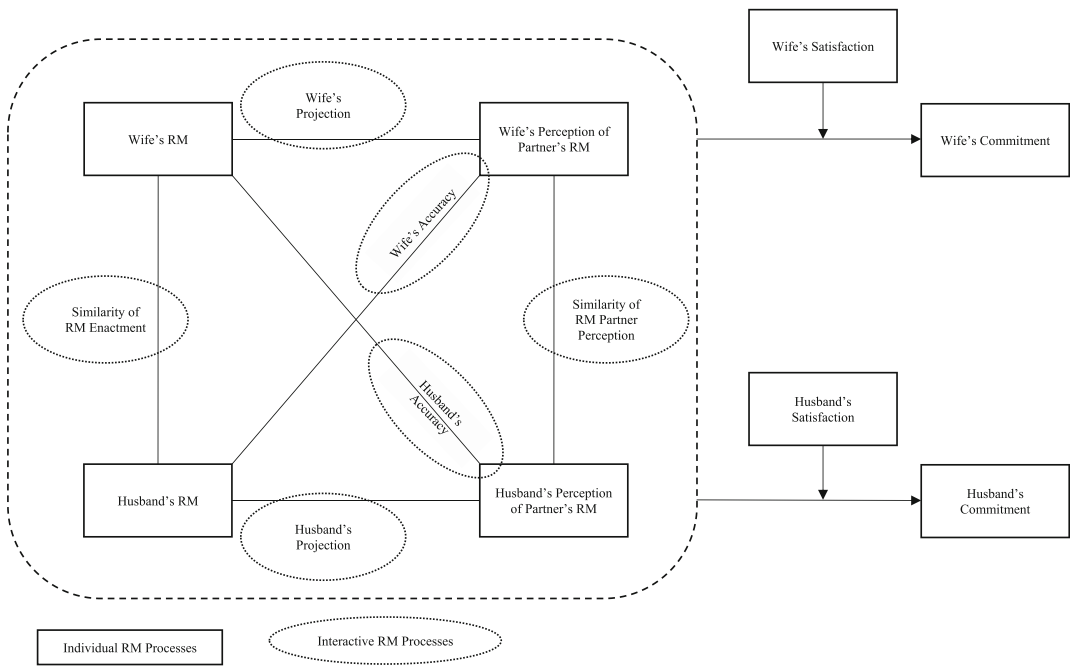 Wife’s Satisfaction
Wife’s
Projection
Wife’s RM
Wife’s Perception of
Partner’s RM
Wife’s Commitment
Wife’s Accuracy
Similarity of
RM Enactment
Similarity of
RM Partner
Perception
Husband’s
Accuracy
Husband’s
Satisfaction
Husband’s RM
Husband’s Perception
of Partner’s RM
Husband’s
Commitment
Husband’s
Projection
Individual RM Processes
Interactive RM Processes